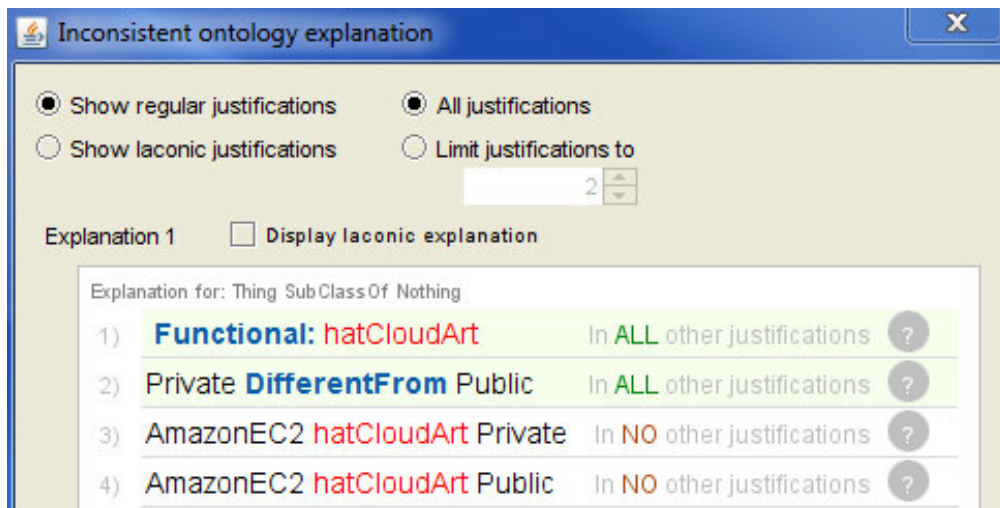 Inconsistent ontology explanation
Show regular justifications All justifications
Show laconic justifications Limit justifications to
2
Explanation 1 Display laconic explanation
Explanation for: Thing SubClassOf Nothing
1) Functional: hatCloudArt In ALL other justifications ?
2) Private DifferentFrom Public In ALL other justifications ?
3) AmazonEC2 hatCloudArt Private In NO other justifications ?
4) AmazonEC2 hatCloudArt Public In NO other justifications ?